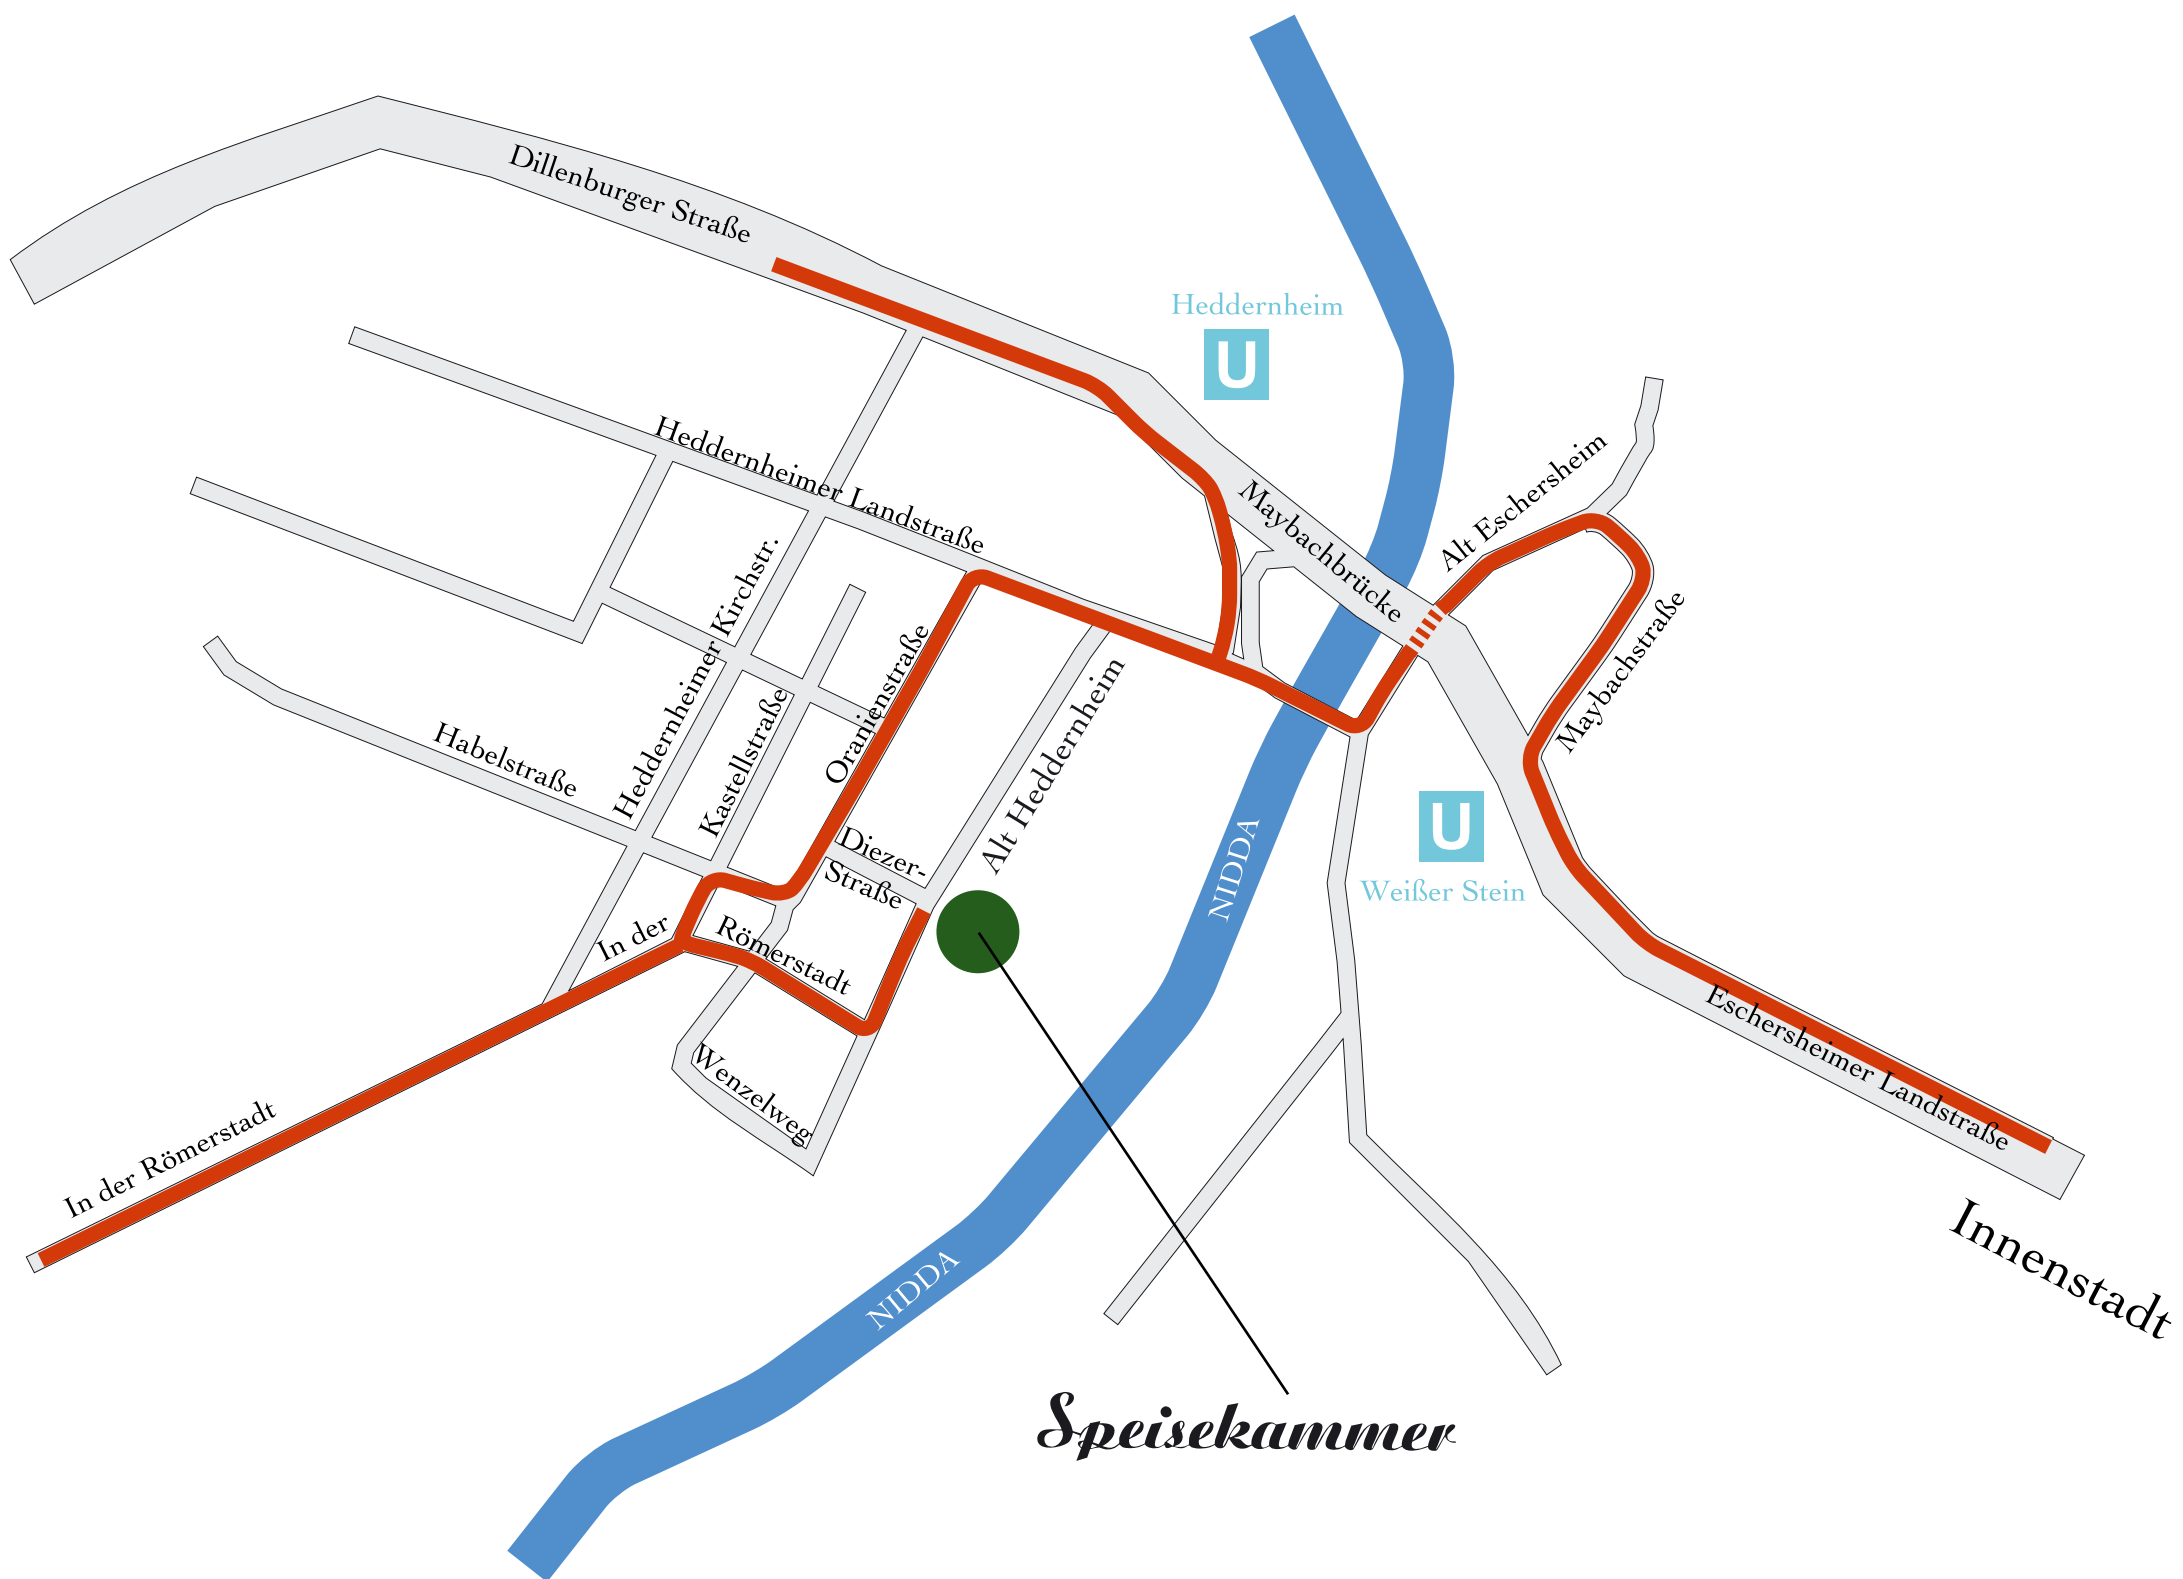 Dillenburger Straße
Heddernheim
U
Heddernheimer Landstraße
Maybachbrücke
Alt Eschersheim
Maybachstraße
Heddernheimer Kirchstr.
Oranienstraße
Kastellstraße
Habelstraße
Alt Heddernheim
Diezer-
Straße
U
Weißer Stein
NIDDA
In der
Römerstadt
Wenzelweg
In der Römerstadt
Eschersheimer Landstraße
Innenstadt
NIDDA
Speisekammer